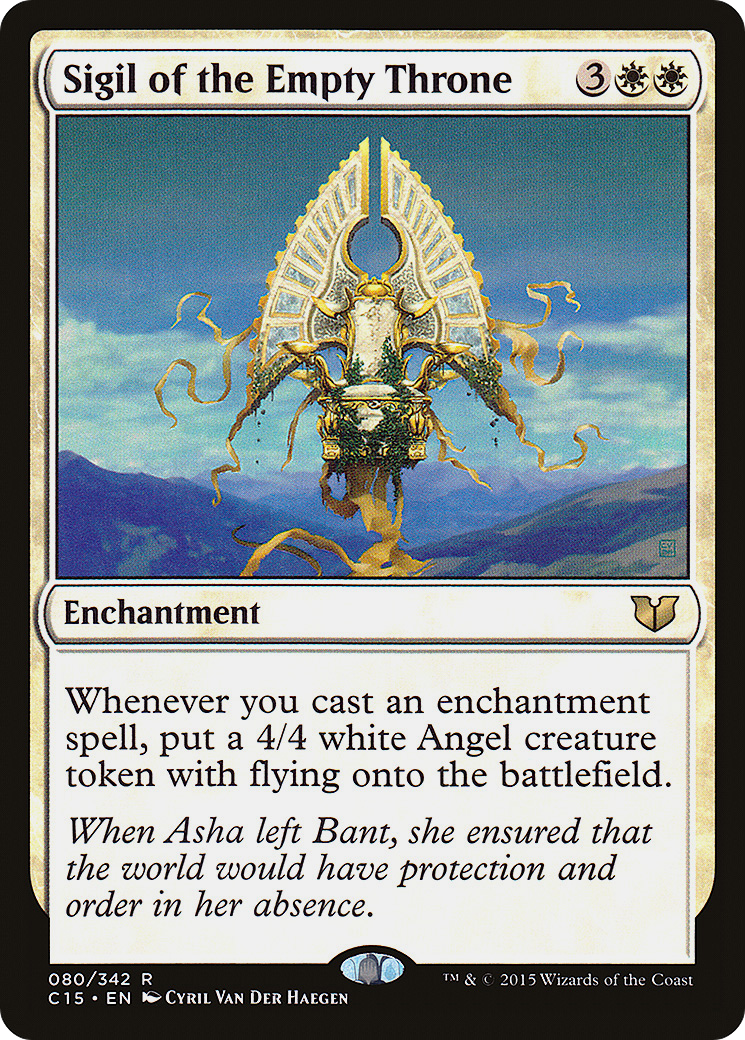 Sigil of the Empty Throne 3
Enchantment
Whenever you cast an enchantment
spell, put a 4/4 white Angel creature
token with flying onto the battlefield.
When Asha left Bant, she ensured that
the world would have protection and
order in her absence.
080/342 R
C15 • EN Cyril Van Der Haegen
™ & © 2015 Wizards of the Coast